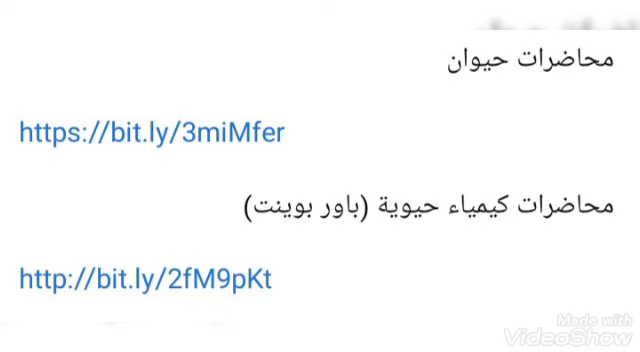 محاضرات حيوان
https://bit.ly/3miMfer
محاضرات كيمياء حيوية (باور بوينت)
http://bit.ly/2fM9pKt
Made with
VideoShow